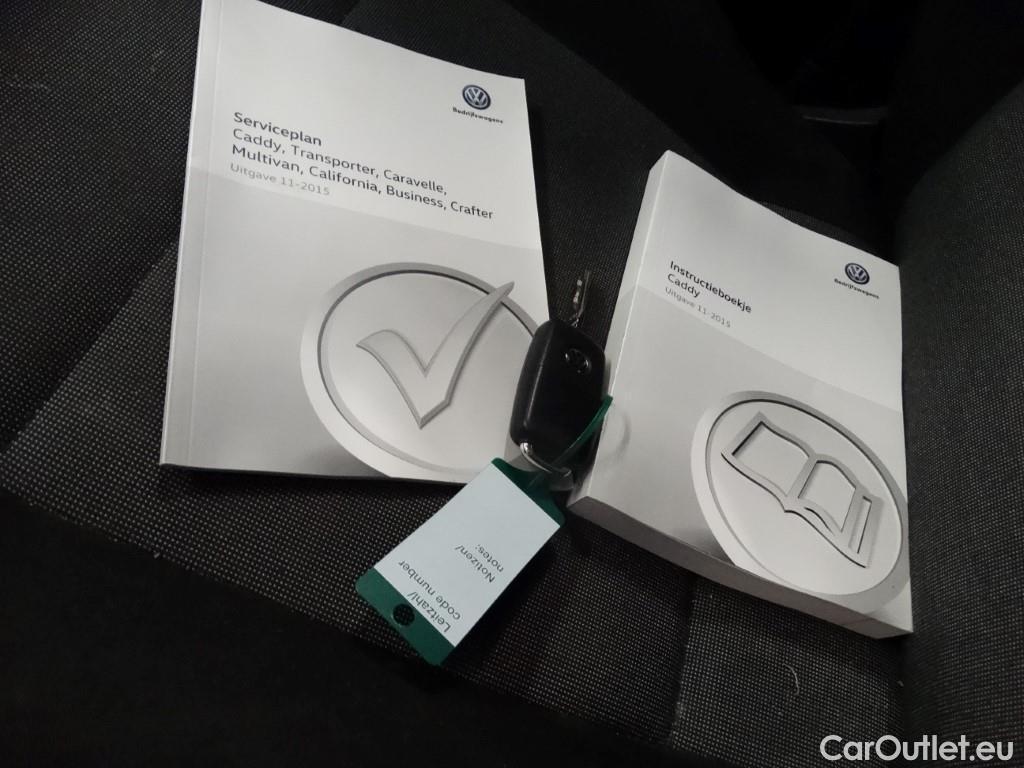 Bedrijfswagens
Serviceplan
Caddy, Transporter, Caravelle,
Multivan, California, Business, Crafter
Uitgave 11-2015
Bedrijfswagens
Instructieboekje
Caddy
Uitgave 11-2015
Leitzahl/
code number
Notizen/
notes:
CarOutlet.eu